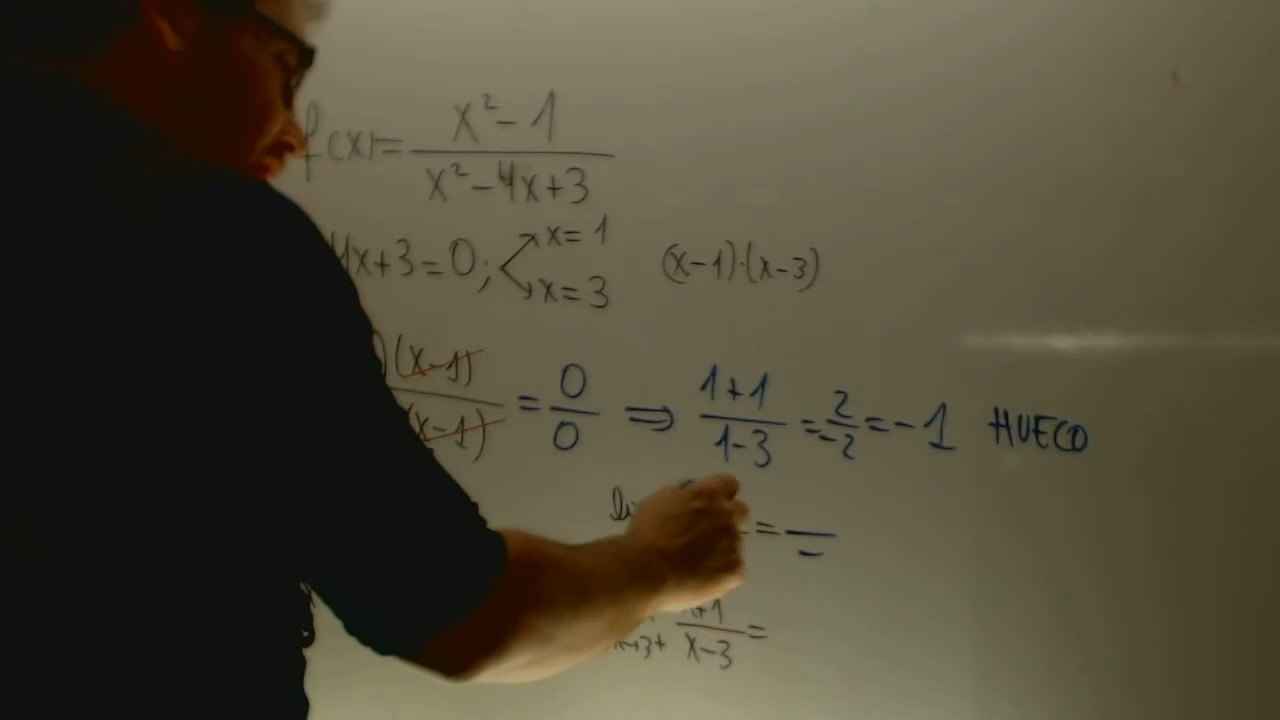 f(x)= x²-1 / x²-4x+3
4x+3=0; x=1 x=3 (x-1)·(x-3)
(x-1) / (x-1) = 0/0 ⇒ 1+1 / 1-3 = 2/-2 = -1 HUECO
= -
x+1 / x-3 =